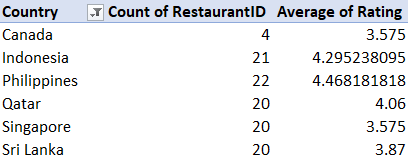 Country Count of RestaurantID Average of Rating
Canada 4 3.575
Indonesia 21 4.295238095
Philippines 22 4.468181818
Qatar 20 4.06
Singapore 20 3.575
Sri Lanka 20 3.87